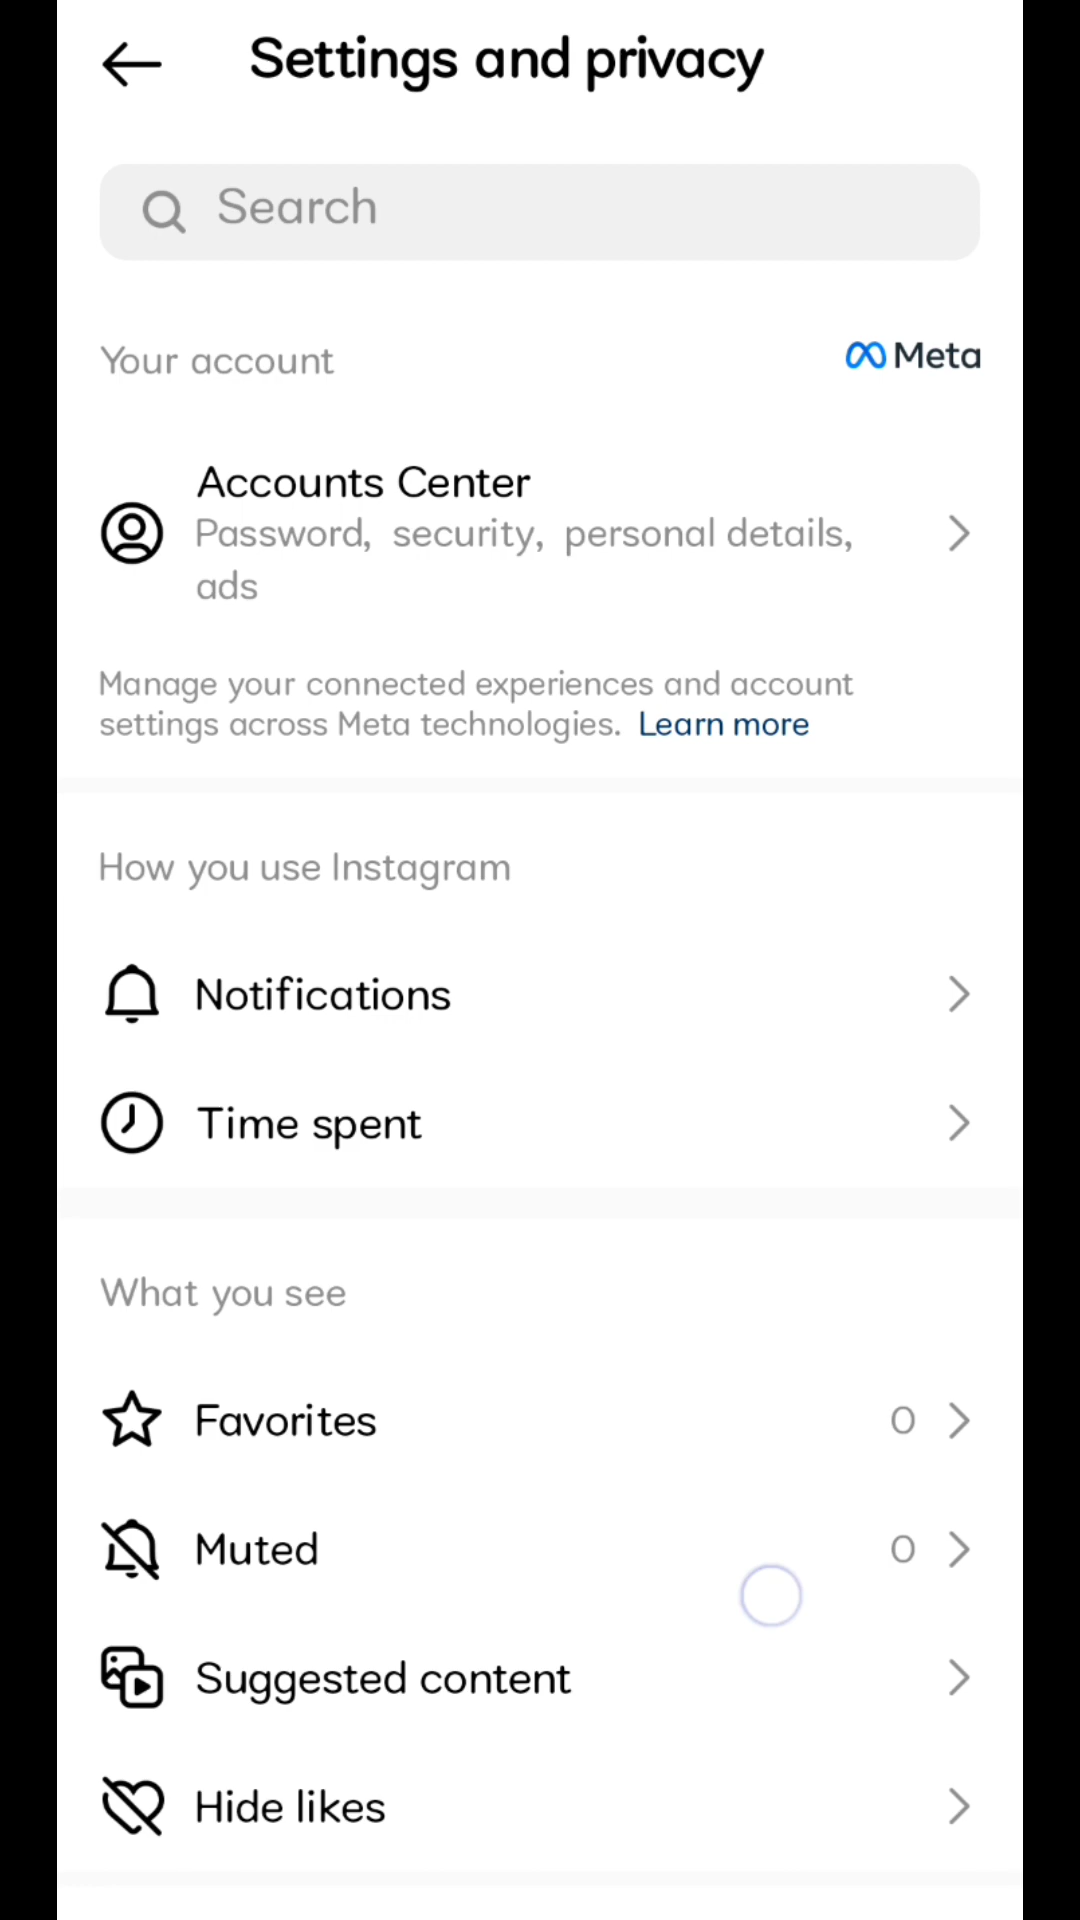 Settings and privacy
Search
Your account
Meta
Accounts Center
Password, security, personal details,
ads
Manage your connected experiences and account
settings across Meta technologies. Learn more
How you use Instagram
Notifications
Time spent
What you see
Favorites 0
Muted 0
Suggested content
Hide likes